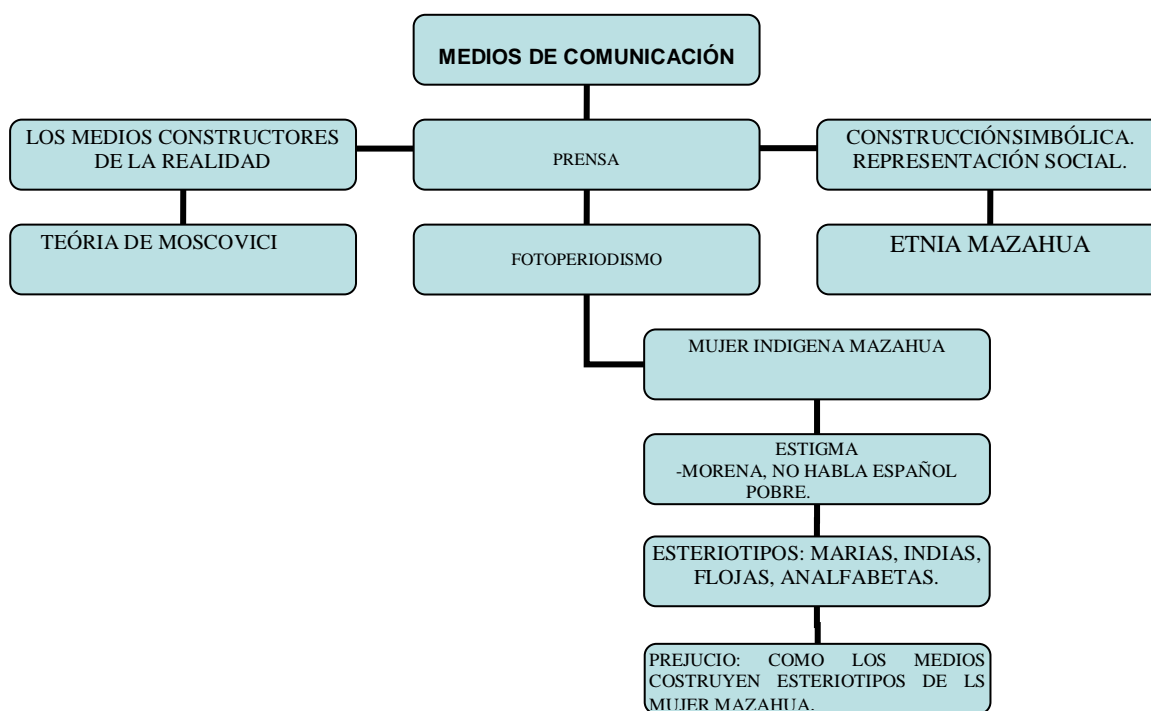 MEDIOS DE COMUNICACIÓN
LOS MEDIOS CONSTRUCTORES
DE LA REALIDAD
PRENSA
CONSTRUCCIÓNSIMBÓLICA.
REPRESENTACIÓN SOCIAL.
TEÓRIA DE MOSCOVICI
FOTOPERIODISMO
ETNIA MAZAHUA
MUJER INDIGENA MAZAHUA
ESTIGMA
-MORENA, NO HABLA ESPAÑOL
POBRE.
ESTERIOTIPOS: MARIAS, INDIAS,
FLOJAS, ANALFABETAS.
PREJUCIO: COMO LOS MEDIOS
COSTRUYEN ESTERIOTIPOS DE LS
MUJER MAZAHUA.